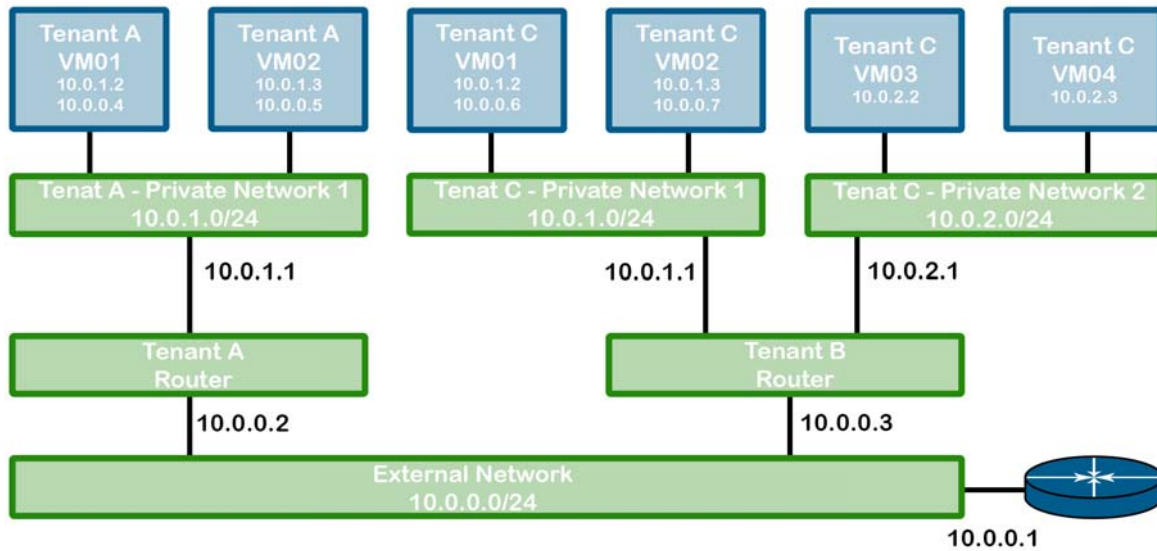 Tenant A
VM01
10.0.1.2
10.0.0.4
Tenant A
VM02
10.0.1.3
10.0.0.5
Tenant C
VM01
10.0.1.2
10.0.0.6
Tenant C
VM02
10.0.1.3
10.0.0.7
Tenant C
VM03
10.0.2.2
Tenant C
VM04
10.0.2.3
Tenat A - Private Network 1
10.0.1.0/24
Tenat C - Private Network 1
10.0.1.0/24
Tenat C - Private Network 2
10.0.2.0/24
10.0.1.1
10.0.1.1
10.0.2.1
Tenant A
Router
Tenant B
Router
10.0.0.2
10.0.0.3
External Network
10.0.0.0/24
10.0.0.1